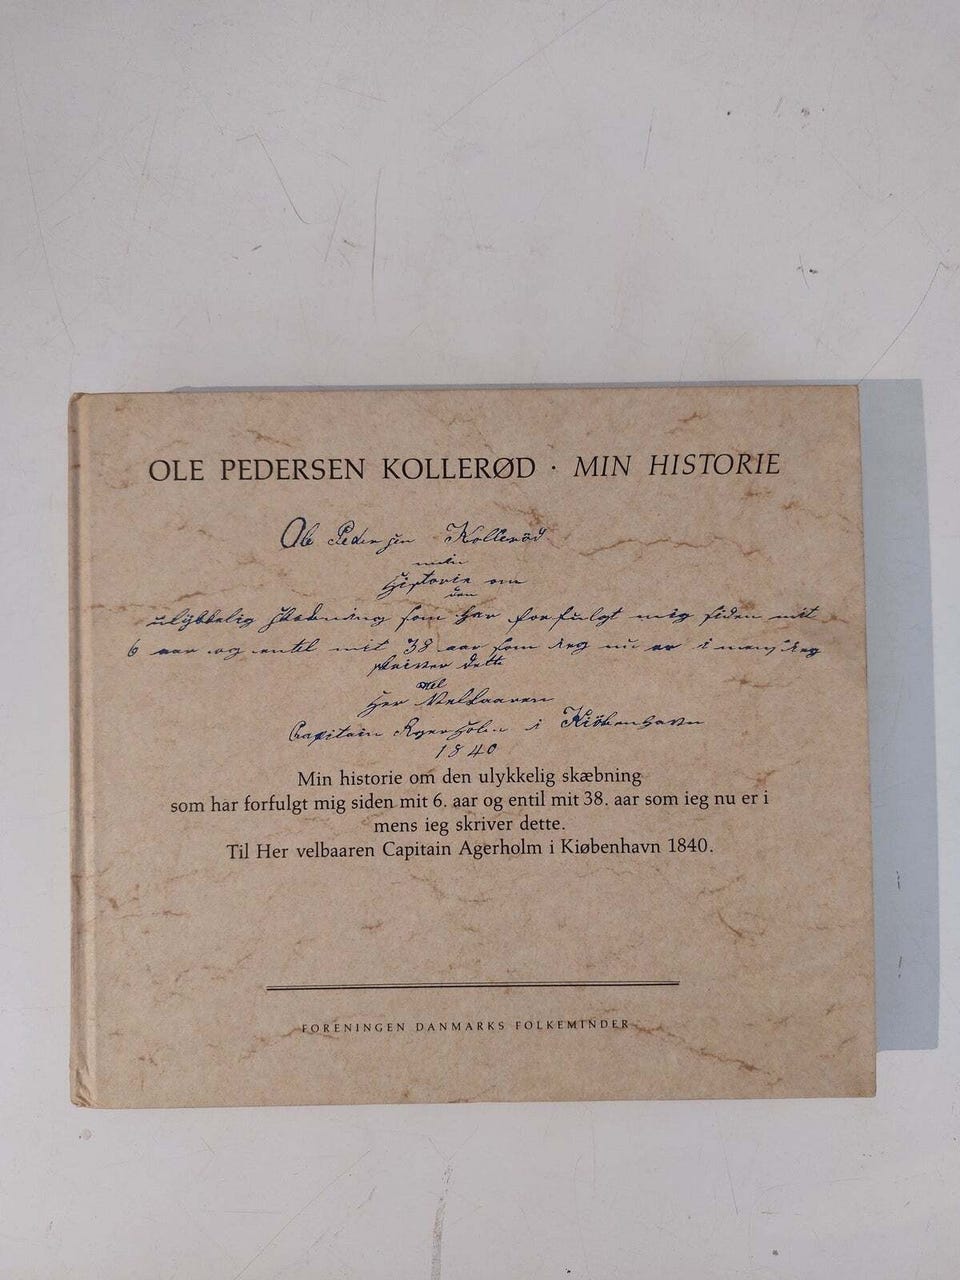 OLE PEDERSEN KOLLERØD · MIN HISTORIE
Ole Pedersen Kollerød
min
Historie om
den
ulykkelig skæbning som har forfulgt mig siden mit
6 aar og entil mit 38 aar som ieg nu er i mens ieg
skriver dette
Her Velbaaren
Capitain Agerholm i Kiøbenhavn
1840
Min historie om den ulykkelig skæbning
som har forfulgt mig siden mit 6. aar og entil mit 38. aar som ieg nu er i
mens ieg skriver dette.
Til Her velbaaren Capitain Agerholm i Kiøbenhavn 1840.
FORENINGEN DANMARKS FOLKEMINDER